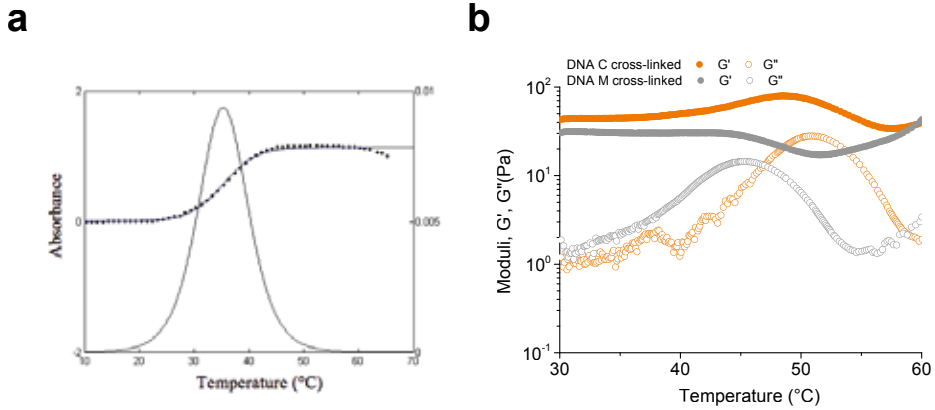 a
b
2
0
-2
Absorbance
0.01
0.005
0
10 20 30 40 50 60 70
Temperature (°C)
DNA C cross-linked G' G"
DNA M cross-linked G' G"
10²
10¹
10⁰
10⁻¹
Moduli, G', G"(Pa)
30 40 50 60
Temperature (°C)